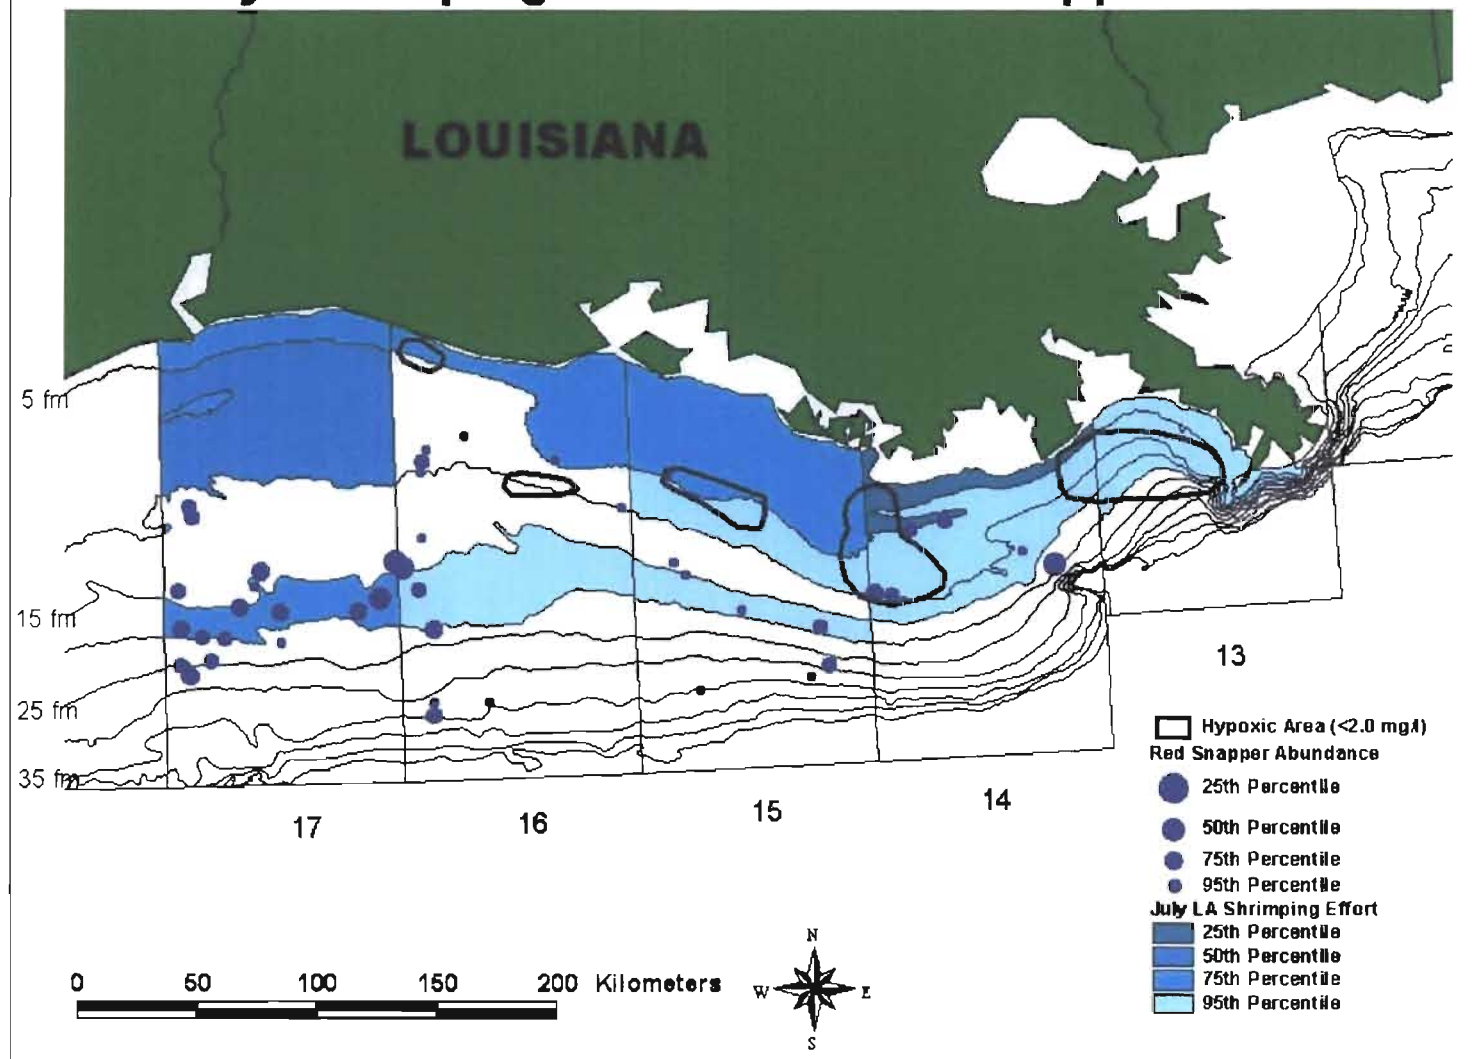 LOUISIANA
5 fm
15 fm
25 fm
35 fm
13
14
15
16
17
Hypoxic Area (<2.0 mg/l)
Red Snapper Abundance
25th Percentile
50th Percentile
75th Percentile
95th Percentile
July LA Shrimping Effort
25th Percentile
50th Percentile
75th Percentile
95th Percentile
0 50 100 150 200 Kilometers
N
W E
S